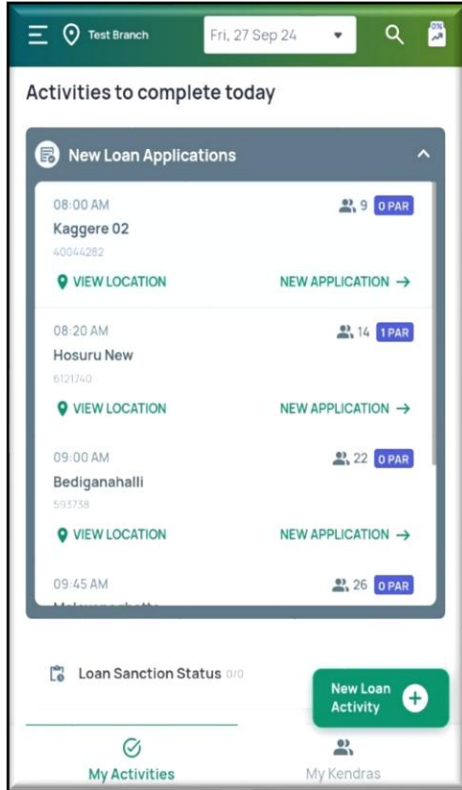 Test Branch
Fri, 27 Sep 24
0%
Activities to complete today
New Loan Applications
08:00 AM
9
0 PAR
Kaggere 02
40044282
VIEW LOCATION
NEW APPLICATION →
08:20 AM
14
1 PAR
Hosuru New
6121740
VIEW LOCATION
NEW APPLICATION →
09:00 AM
22
0 PAR
Bediganahalli
593738
VIEW LOCATION
NEW APPLICATION →
09:45 AM
26
0 PAR
Loan Sanction Status 0/0
New Loan
Activity
My Activities
My Kendras